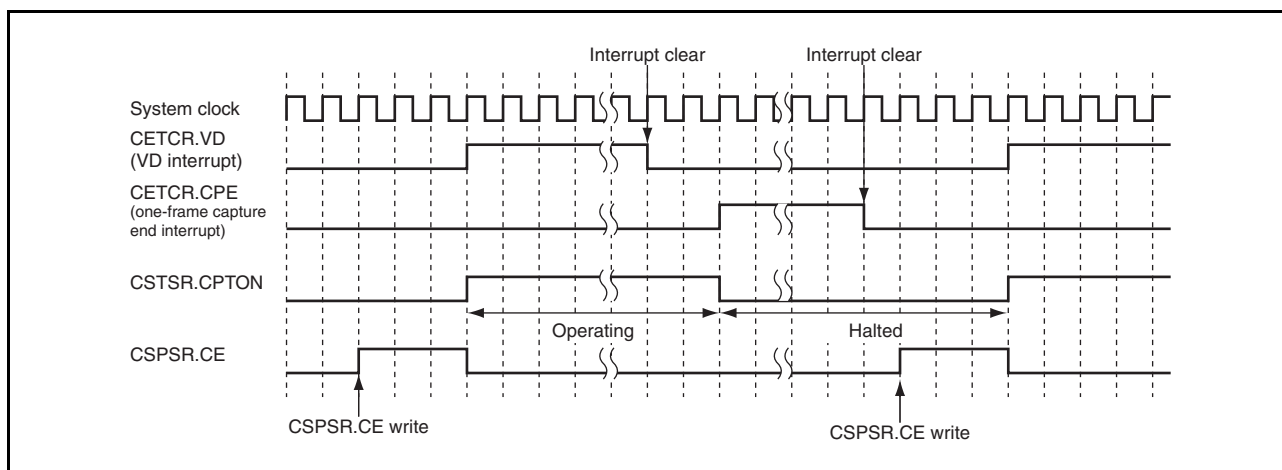 Interrupt clear
Interrupt clear
System clock
CETCR.VD
(VD interrupt)
CETCR.CPE
(one-frame capture
end interrupt)
CSTSR.CPTON
Operating
Halted
CSPSR.CE
CSPSR.CE write
CSPSR.CE write